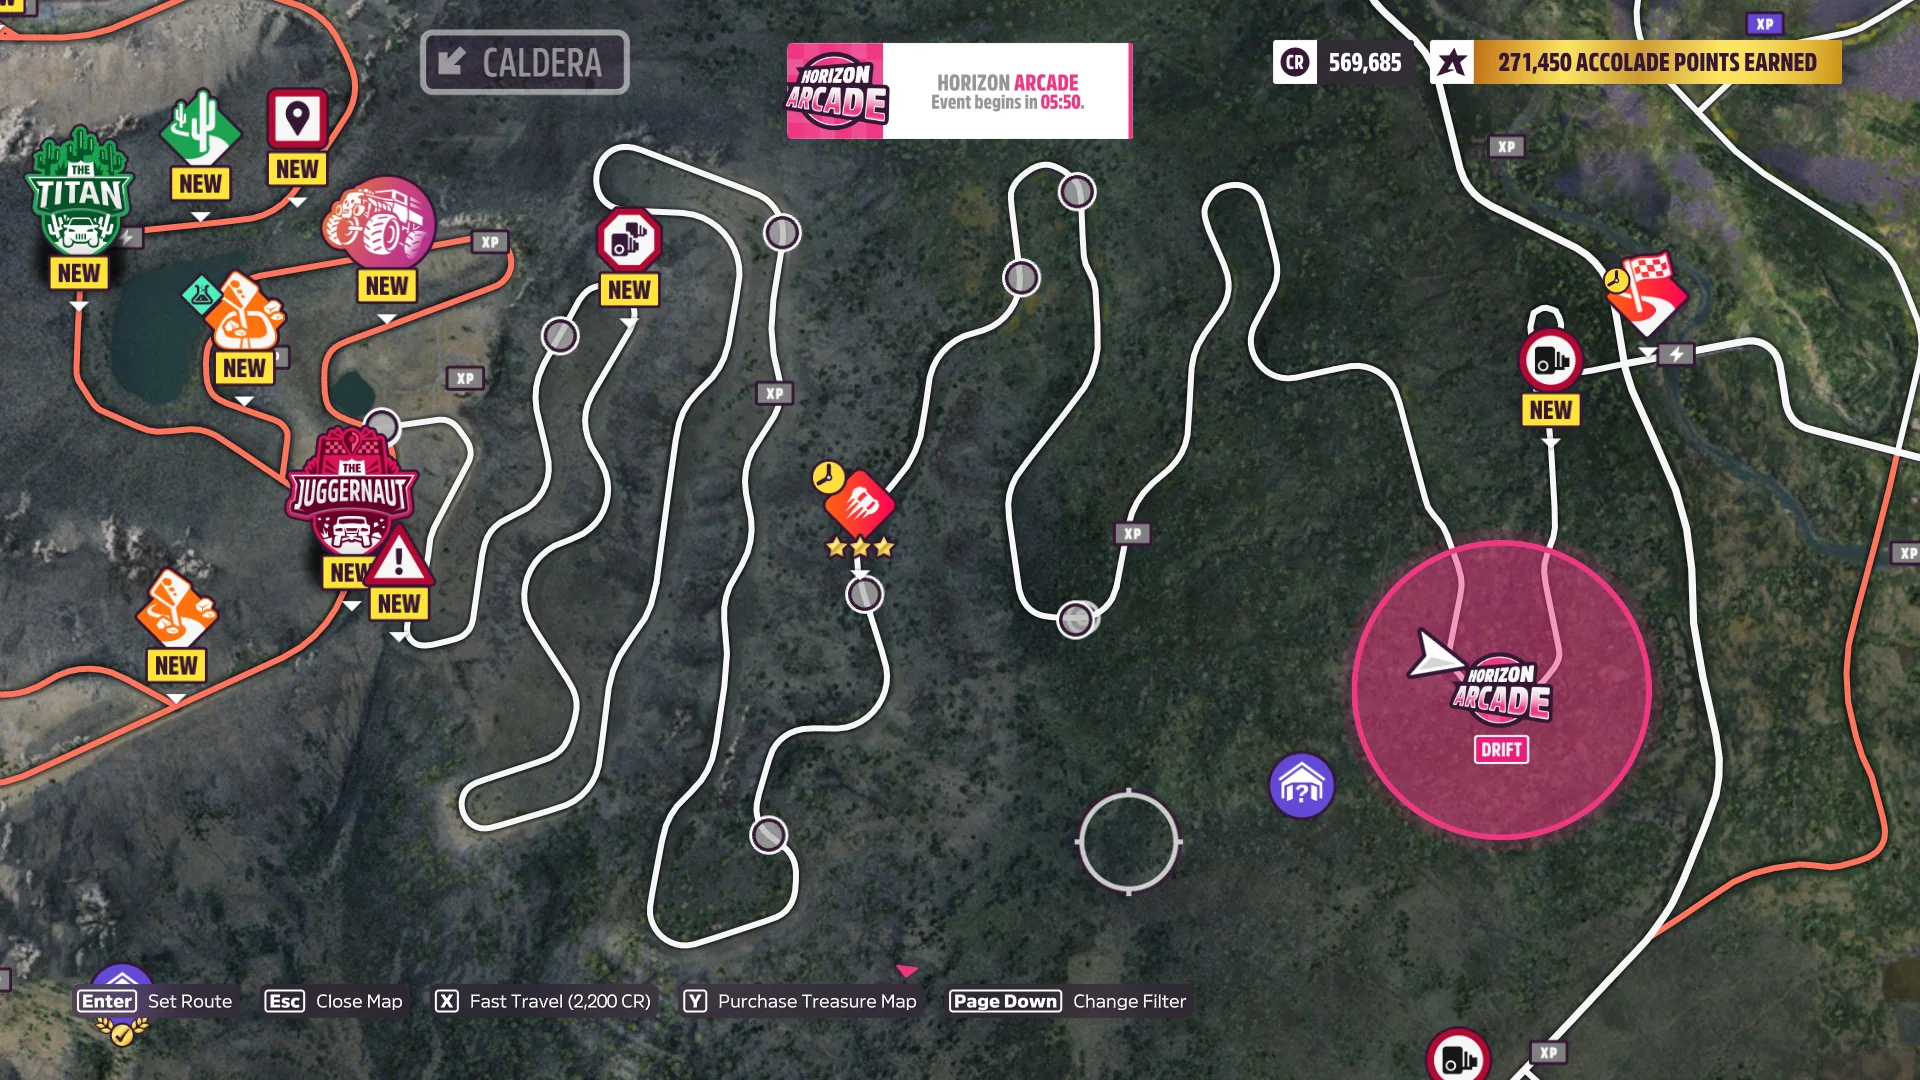 XP
CALDERA
HORIZON
ARCADE
HORIZON ARCADE
Event begins in 05:50.
CR 569,685
271,450 ACCOLADE POINTS EARNED
XP
NEW
NEW
THE
TITAN
NEW
XP
NEW
NEW
NEW
XP
XP
NEW
THE
JUGGERNAUT
NEW
NEW
XP
XP
NEW
HORIZON
ARCADE
DRIFT
NEW
?
Enter Set Route
Esc Close Map
X Fast Travel (2,200 CR)
Y Purchase Treasure Map
Page Down Change Filter
XP